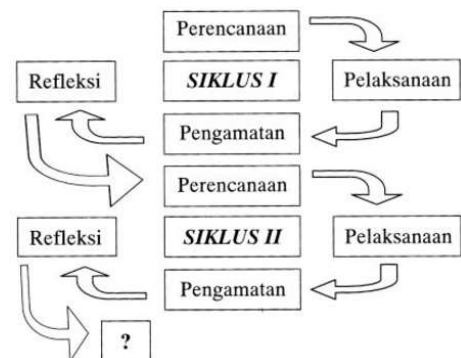 Perencanaan
Refleksi
SIKLUS I
Pelaksanaan
Pengamatan
Perencanaan
Refleksi
SIKLUS II
Pelaksanaan
Pengamatan
?